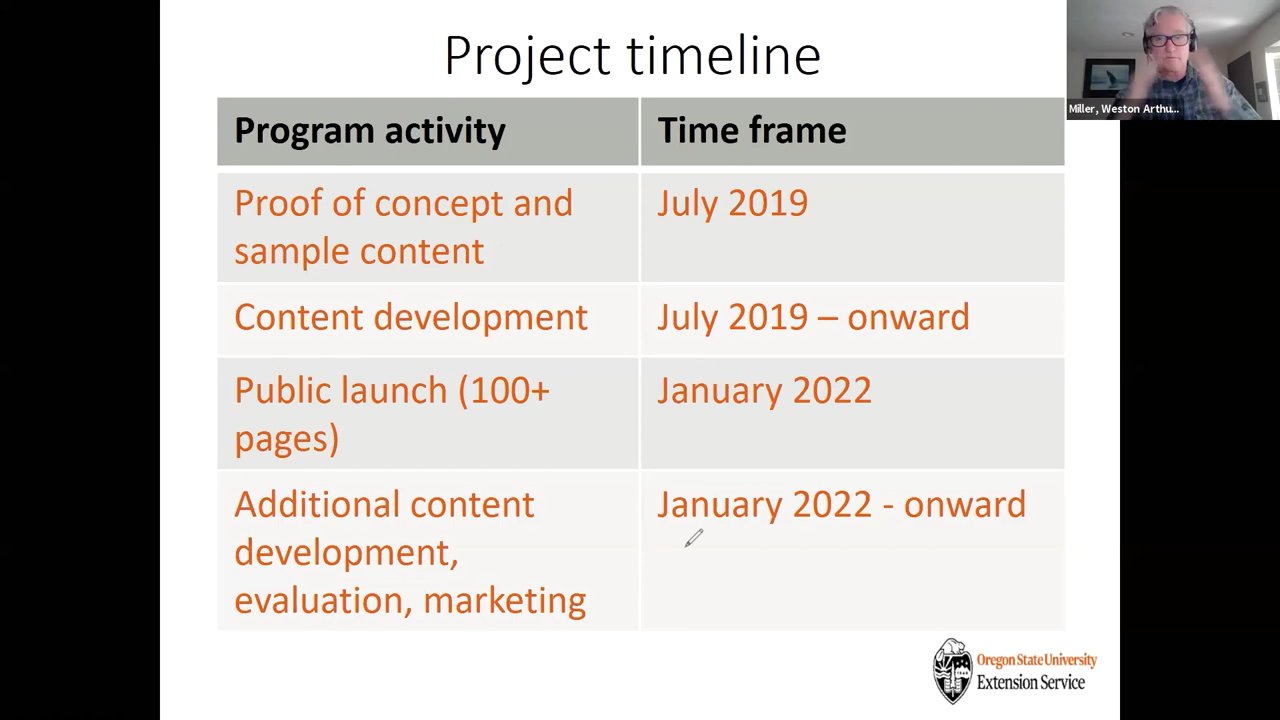 Project timeline
Miller, Weston Arthu...
Program activity
Time frame
Proof of concept and
sample content
July 2019
Content development
July 2019 – onward
Public launch (100+
pages)
January 2022
Additional content
development,
evaluation, marketing
January 2022 - onward
Oregon State University
Extension Service